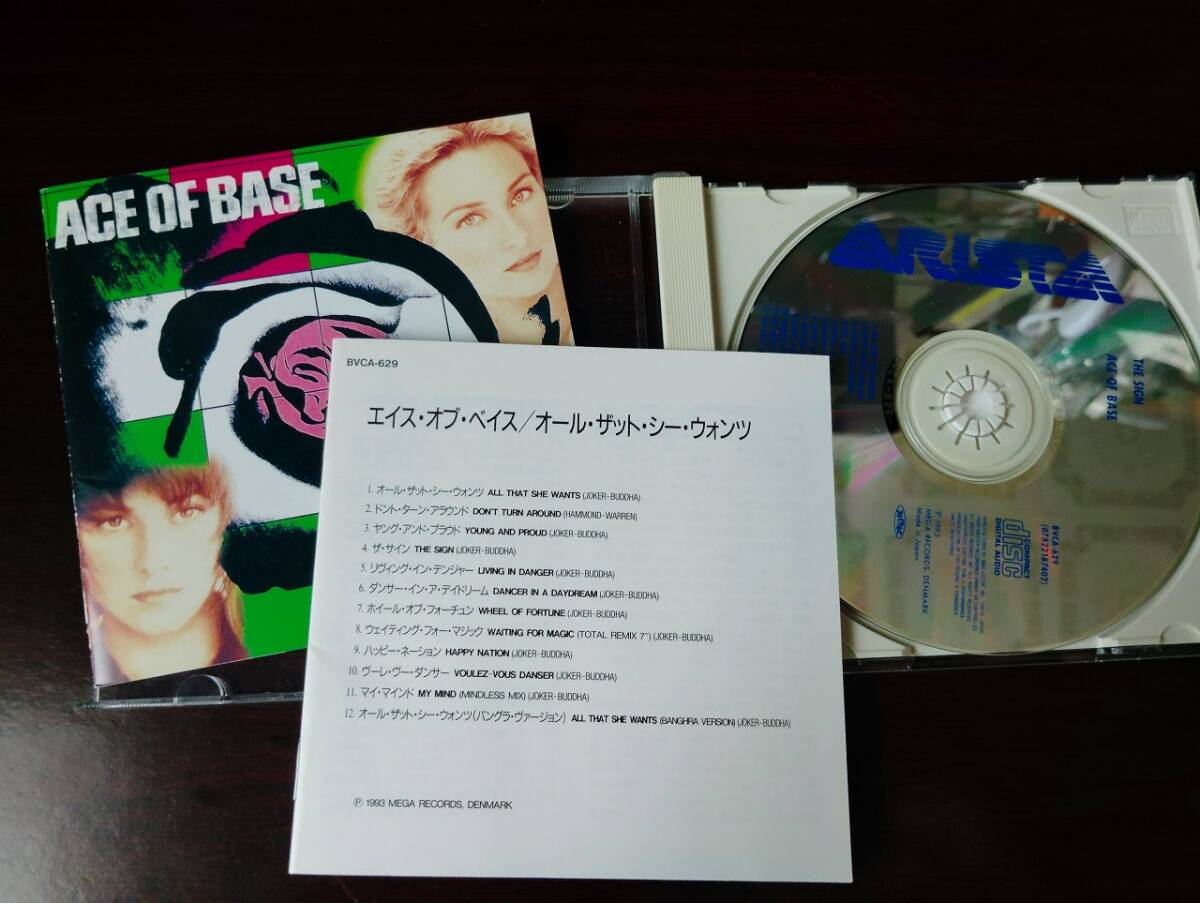 ACE OF BASE
BVCA-629
エイス・オブ・ベイス/オール・ザット・シー・ウォンツ
1. オール・ザット・シー・ウォンツ ALL THAT SHE WANTS (JOKER-BUDDHA)
2. ドント・ターン・アラウンド DON'T TURN AROUND (HAMMOND-WARREN)
3. ヤング・アンド・プラウド YOUNG AND PROUD (JOKER-BUDDHA)
4. ザ・サイン THE SIGN (JOKER-BUDDHA)
5. リヴィング・イン・デンジャー LIVING IN DANGER (JOKER-BUDDHA)
6. ダンサー・イン・ア・デイドリーム DANCER IN A DAYDREAM (JOKER-BUDDHA)
7. ホイール・オブ・フォーチュン WHEEL OF FORTUNE (JOKER-BUDDHA)
8. ウェイティング・フォー・マジック WAITING FOR MAGIC (TOTAL REMIX 7") (JOKER-BUDDHA)
9. ハッピー・ネーション HAPPY NATION (JOKER-BUDDHA)
10. ヴーレ・ヴー・ダンサー VOULEZ-VOUS DANSER (JOKER-BUDDHA)
11. マイ・マインド MY MIND (MINDLESS MIX) (JOKER-BUDDHA)
12. オール・ザット・シー・ウォンツ(バングラ・ヴァージョン) ALL THAT SHE WANTS (BANGHRA VERSION) (JOKER-BUDDHA)
Ⓟ 1993 MEGA RECORDS, DENMARK
ARISTA
THE SIGN
ACE OF BASE
BVCA-629
(07822187402)
COMPACT
disc
DIGITAL AUDIO
Ⓟ 1993
MEGA RECORDS, DENMARK
Made in Japan